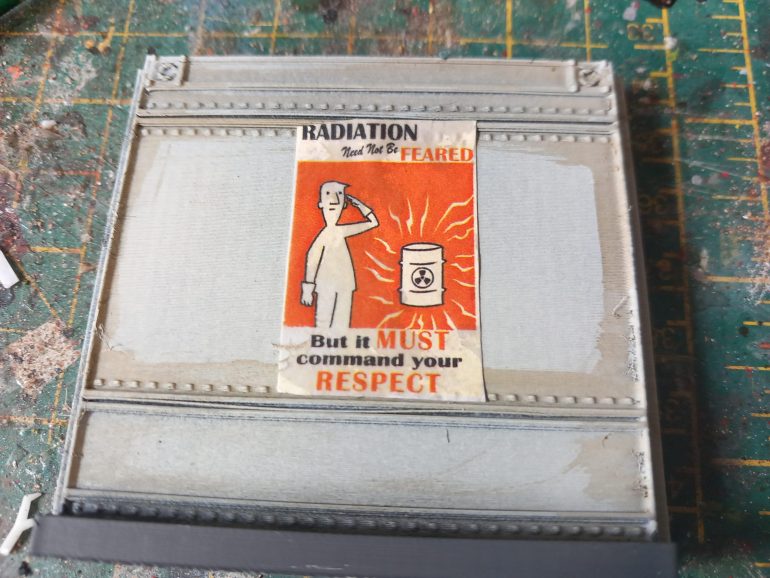 RADIATION
Need Not Be FEARED
But it MUST
command your
RESPECT